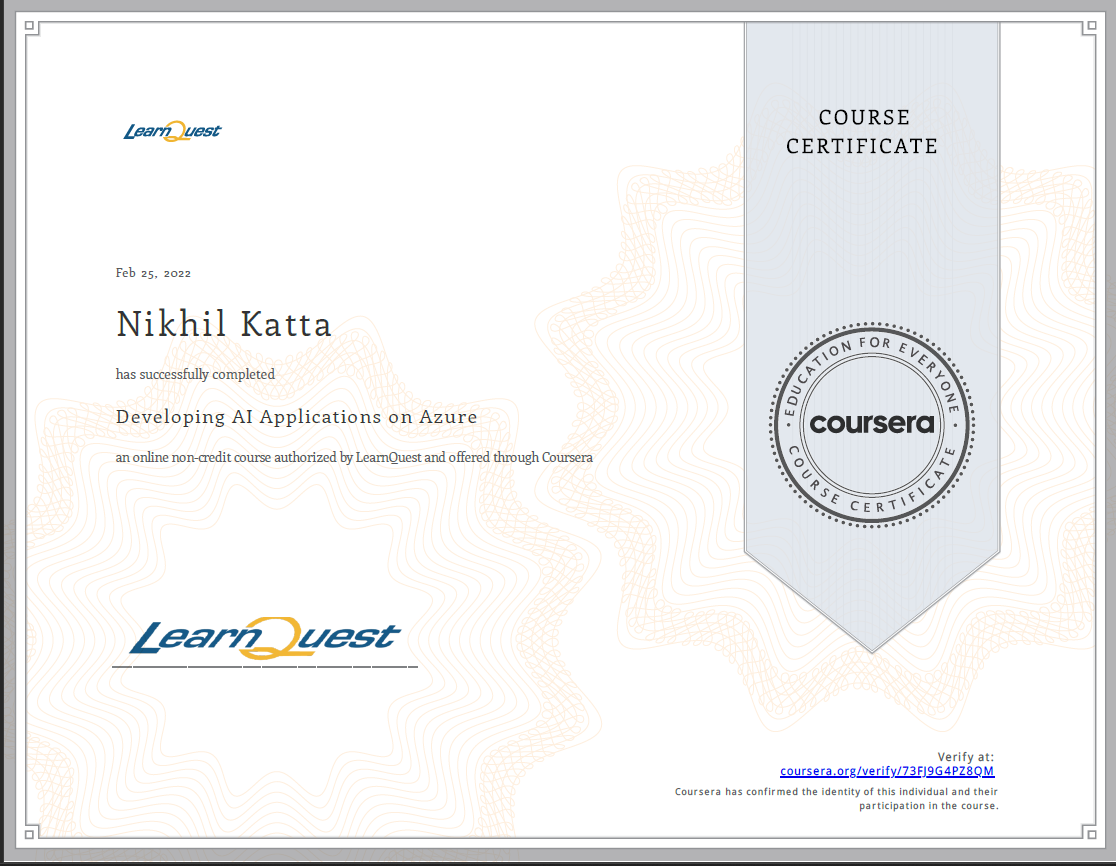 LearnQuest
COURSE
CERTIFICATE
Feb 25, 2022
Nikhil Katta
has successfully completed
Developing AI Applications on Azure
an online non-credit course authorized by LearnQuest and offered through Coursera
EDUCATION FOR EVERYONE
coursera
COURSE CERTIFICATE
LearnQuest
Verify at:
coursera.org/verify/73FJ9G4PZ8QM
Coursera has confirmed the identity of this individual and their
participation in the course.